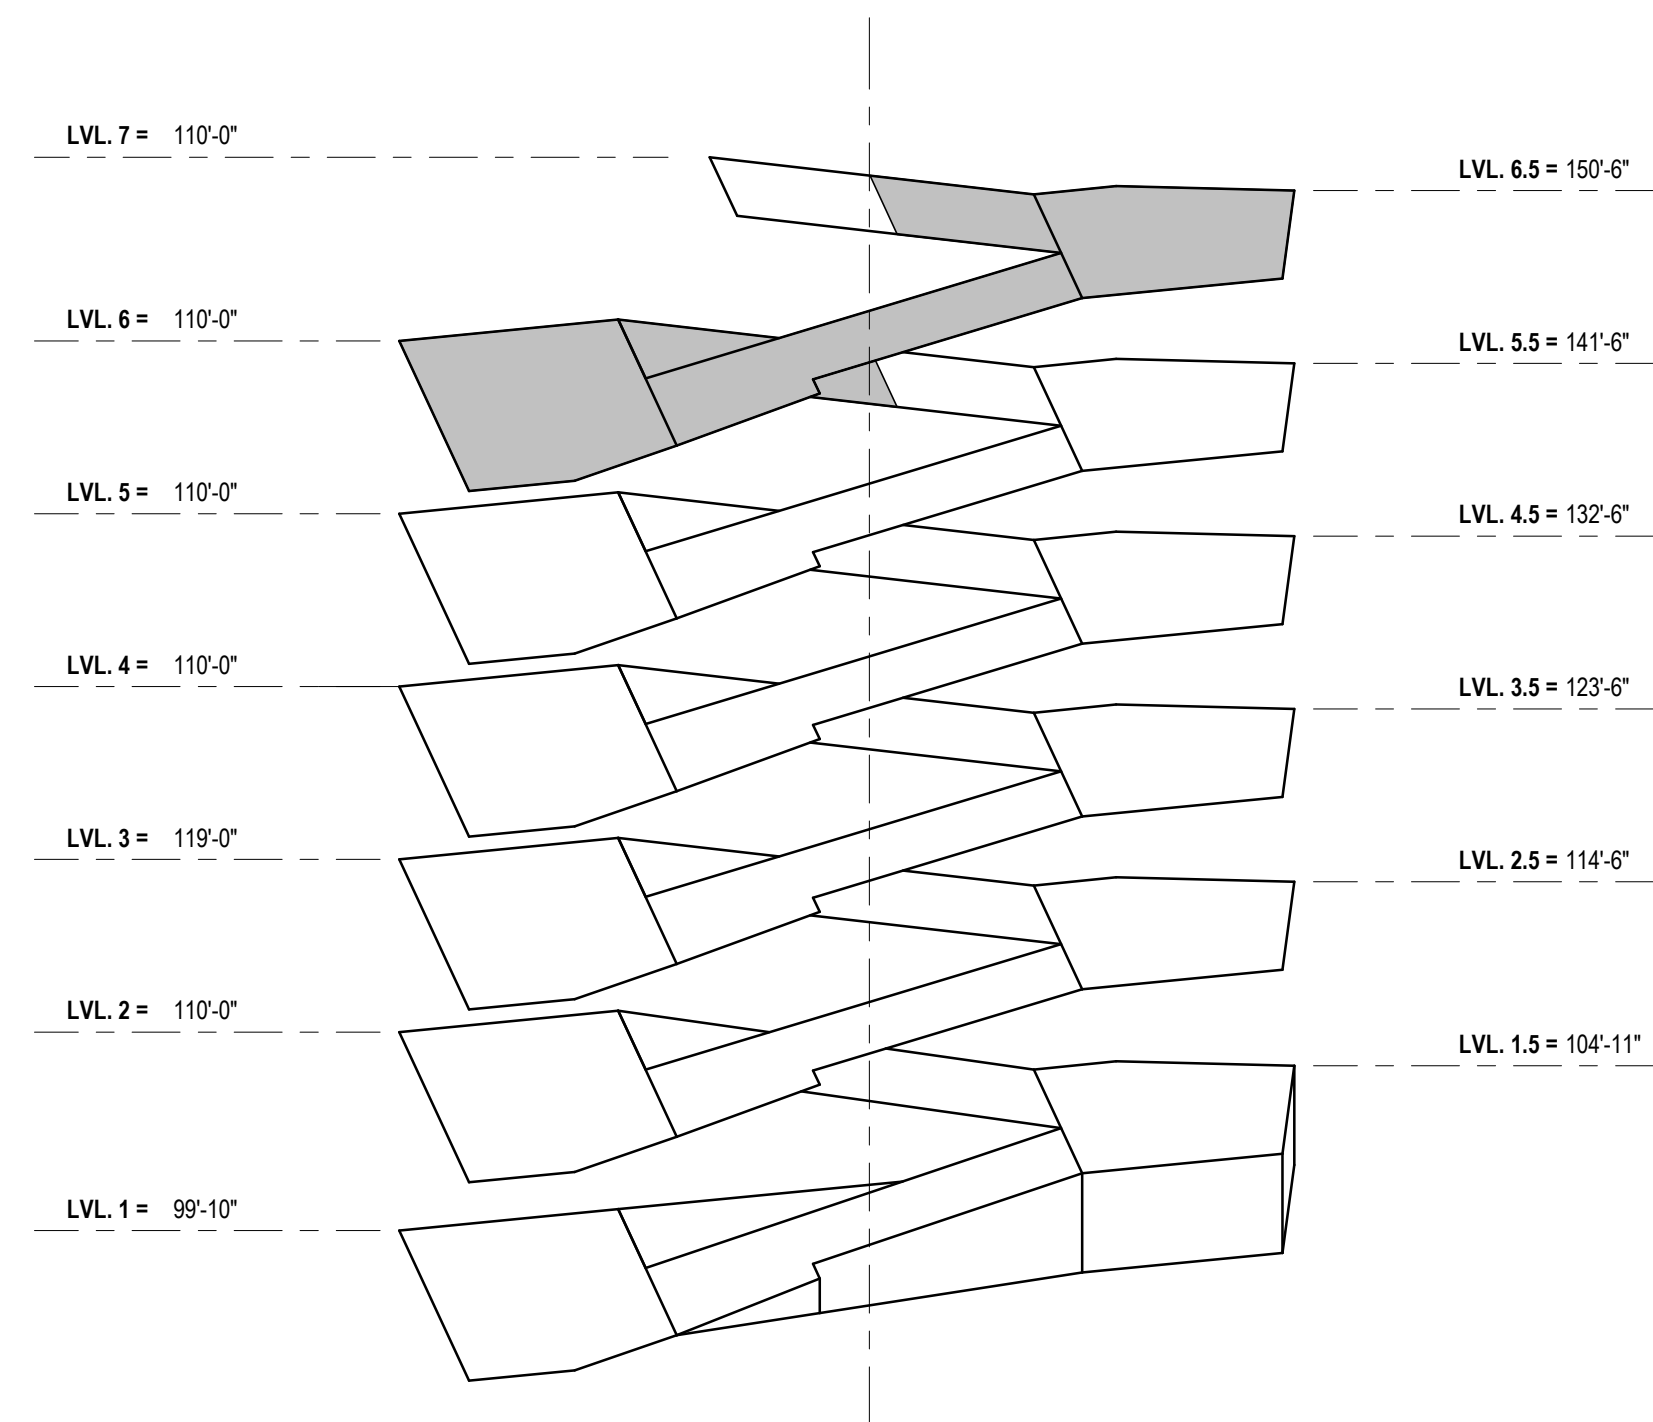 LVL. 7 = 110'-0"
LVL. 6.5 = 150'-6"
LVL. 6 = 110'-0"
LVL. 5.5 = 141'-6"
LVL. 5 = 110'-0"
LVL. 4.5 = 132'-6"
LVL. 4 = 110'-0"
LVL. 3.5 = 123'-6"
LVL. 3 = 119'-0"
LVL. 2.5 = 114'-6"
LVL. 2 = 110'-0"
LVL. 1.5 = 104'-11"
LVL. 1 = 99'-10"